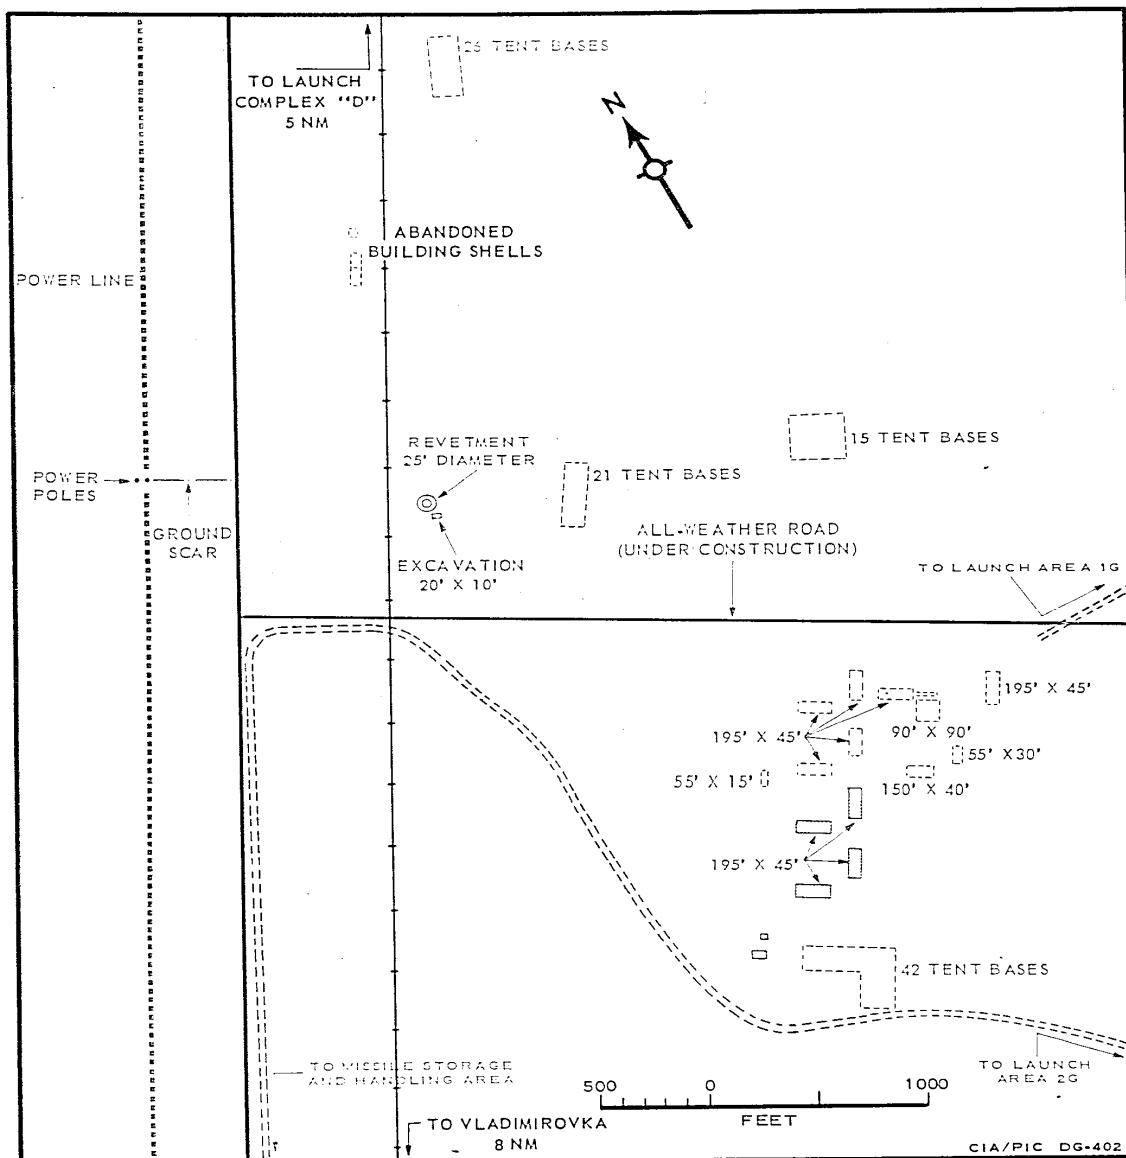 26 TENT BASES
TO LAUNCH
COMPLEX "D"
5 NM
N
ABANDONED
BUILDING SHELLS
POWER LINE
REVETMENT
25' DIAMETER
15 TENT BASES
21 TENT BASES
POWER
POLES
GROUND
SCAR
ALL-WEATHER ROAD
(UNDER CONSTRUCTION)
EXCAVATION
20' X 10'
TO LAUNCH AREA 1G
195' X 45'
195' X 45'
90' X 90'
55' X 30'
55' X 15'
150' X 40'
195' X 45'
42 TENT BASES
TO MISSILE STORAGE
AND HANDLING AREA
TO LAUNCH
AREA 2G
500 0 1000
FEET
TO VLADIMIROVKA
8 NM
CIA/PIC DG-402